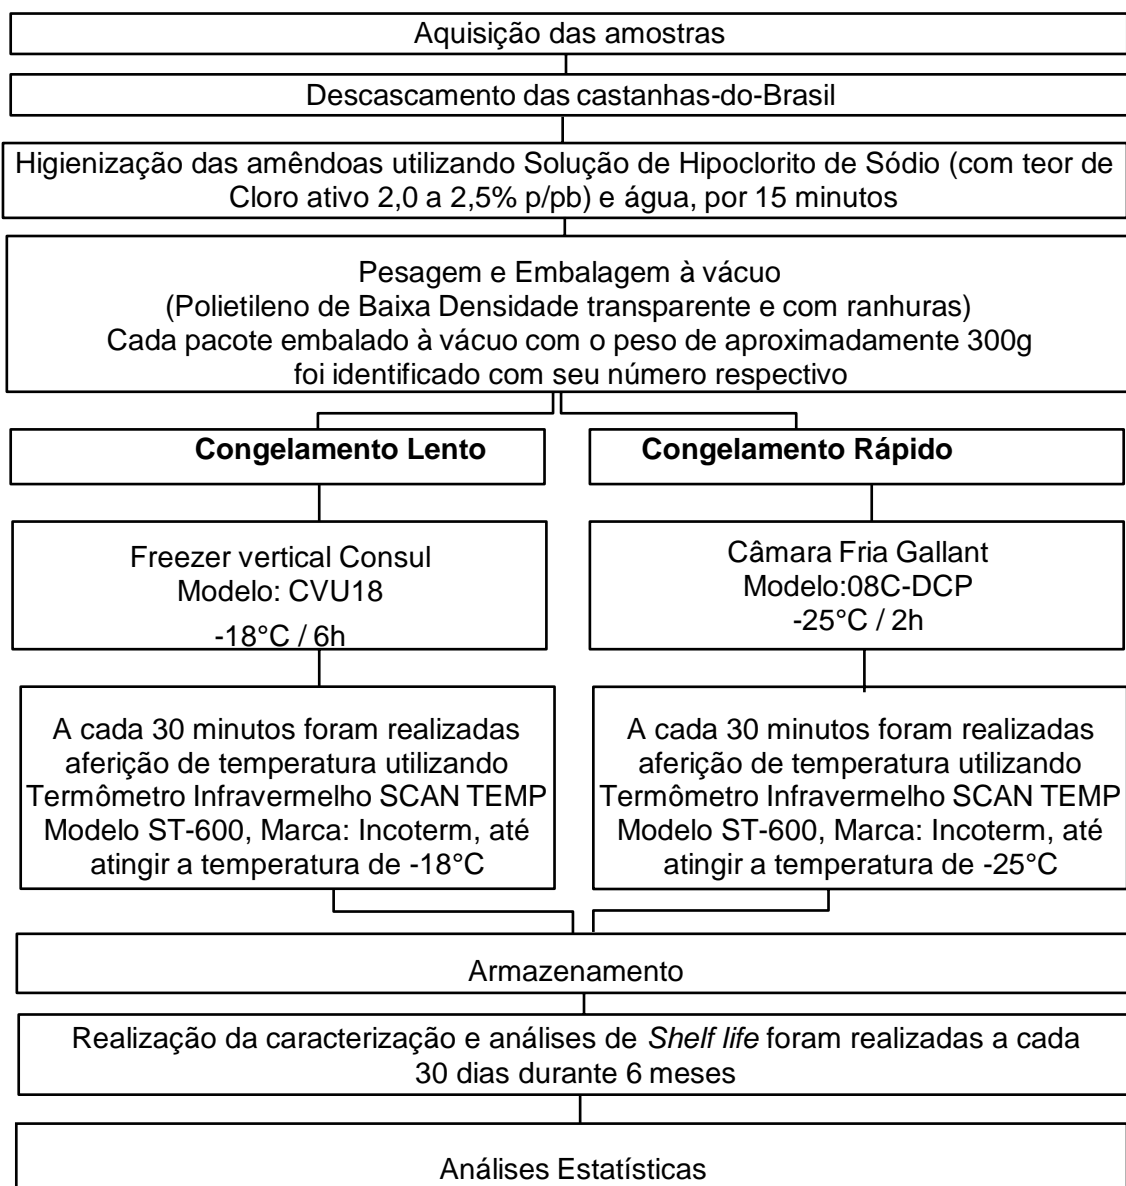 Aquisição das amostras
Descascamento das castanhas-do-Brasil
Higienização das amêndoas utilizando Solução de Hipoclorito de Sódio (com teor de
Cloro ativo 2,0 a 2,5% p/pb) e água, por 15 minutos
Pesagem e Embalagem à vácuo
(Polietileno de Baixa Densidade transparente e com ranhuras)
Cada pacote embalado à vácuo com o peso de aproximadamente 300g
foi identificado com seu número respectivo
Congelamento Lento
Congelamento Rápido
Freezer vertical Consul
Modelo: CVU18
-18°C / 6h
Câmara Fria Gallant
Modelo:08C-DCP
-25°C / 2h
A cada 30 minutos foram realizadas
aferição de temperatura utilizando
Termômetro Infravermelho SCAN TEMP
Modelo ST-600, Marca: Incoterm, até
atingir a temperatura de -18°C
A cada 30 minutos foram realizadas
aferição de temperatura utilizando
Termômetro Infravermelho SCAN TEMP
Modelo ST-600, Marca: Incoterm, até
atingir a temperatura de -25°C
Armazenamento
Realização da caracterização e análises de Shelf life foram realizadas a cada
30 dias durante 6 meses
Análises Estatísticas